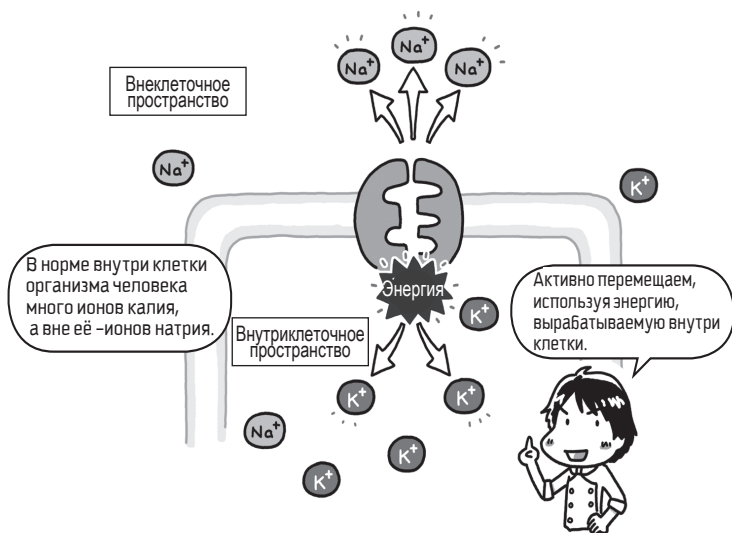 Na⁺
Na⁺
Na⁺
Внеклеточное
пространство
Na⁺
K⁺
В норме внутри клетки
организма человека
много ионов калия,
а вне её –ионов натрия.
Энергия
Активно перемещаем,
используя энергию,
вырабатываемую внутри
клетки.
K⁺
Внутриклеточное
пространство
K⁺
K⁺
Na⁺
K⁺
K⁺